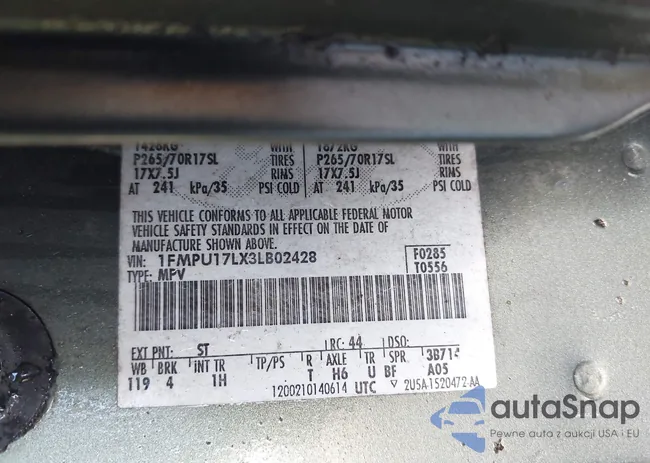 1426KG WITH 1872KG WITH
P265/70R17SL TIRES P265/70R17SL TIRES
17X7.5J RIMS 17X7.5J RIMS
AT 241 kPa/35 PSI COLD AT 241 kPa/35 PSI COLD
THIS VEHICLE CONFORMS TO ALL APPLICABLE FEDERAL MOTOR
VEHICLE SAFETY STANDARDS IN EFFECT ON THE DATE OF
MANUFACTURE SHOWN ABOVE.
VIN: 1FMPU17LX3LB02428 F0285
TYPE: MPV T0556
EXT PNT: ST RC: 44 DSO:
WB BRK INT TR TP/PS R AXLE TR SPR 3B714
119 4 1H T H6 U BF A05
1200210140614 UTC ▽ 2U5A-1520472-AA
autoSnap
Pewne auta z aukcji USA i EU